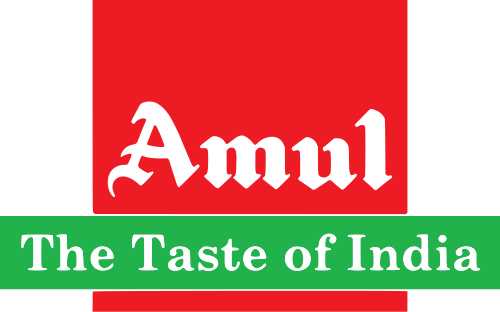 Amul
The Taste of India